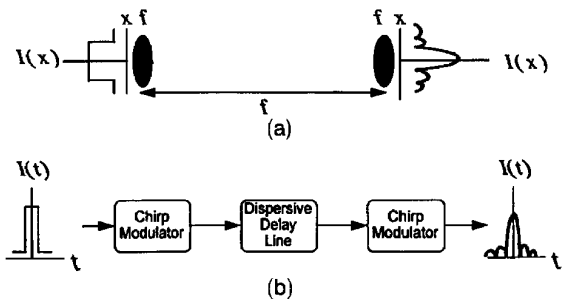 x f
f x
I(x)
I(x)
f
(a)
I(t)
I(t)
Chirp
Modulator
Dispersive
Delay
Line
Chirp
Modulator
t
t
(b)